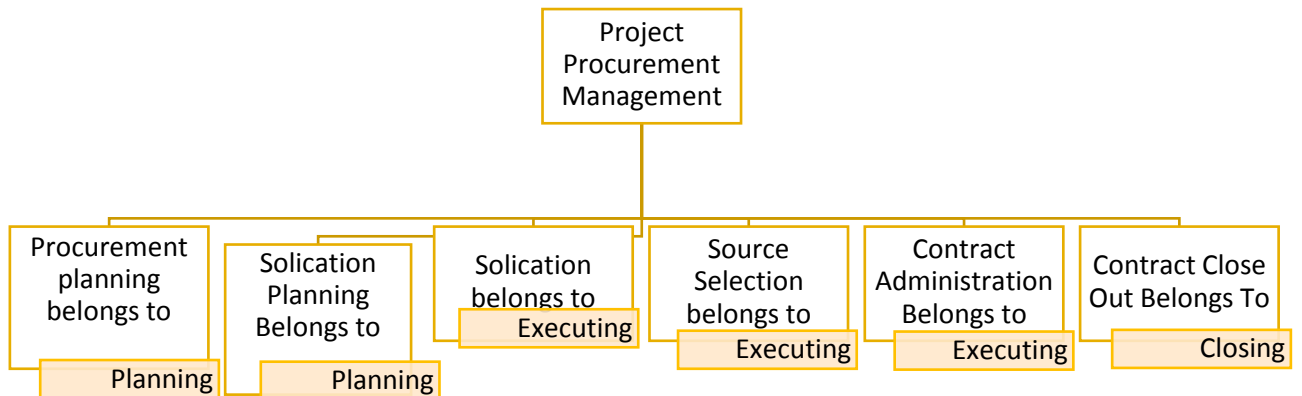 Project
Procurement
Management
Procurement
planning
belongs to
Planning
Solication
Planning
Belongs to
Planning
Solication
belongs to
Executing
Source
Selection
belongs to
Executing
Contract
Administration
Belongs to
Executing
Contract Close
Out Belongs To
Closing